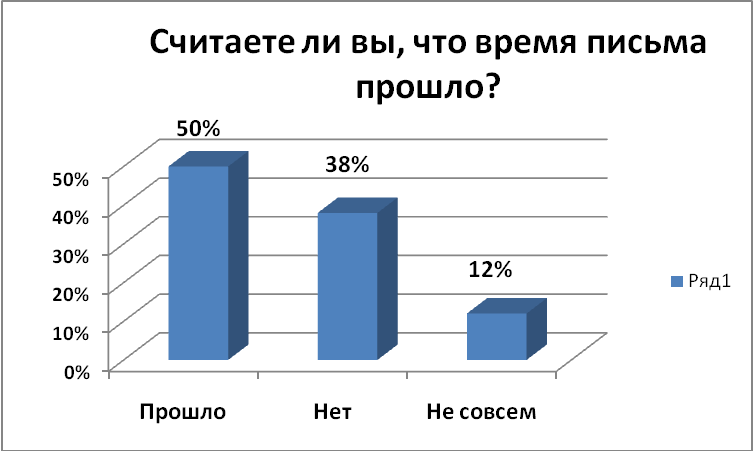 Считаете ли вы, что время письма
прошло?
50%
38%
12%
50%
40%
30%
20%
10%
0%
Прошло
Нет
Не совсем
Ряд1